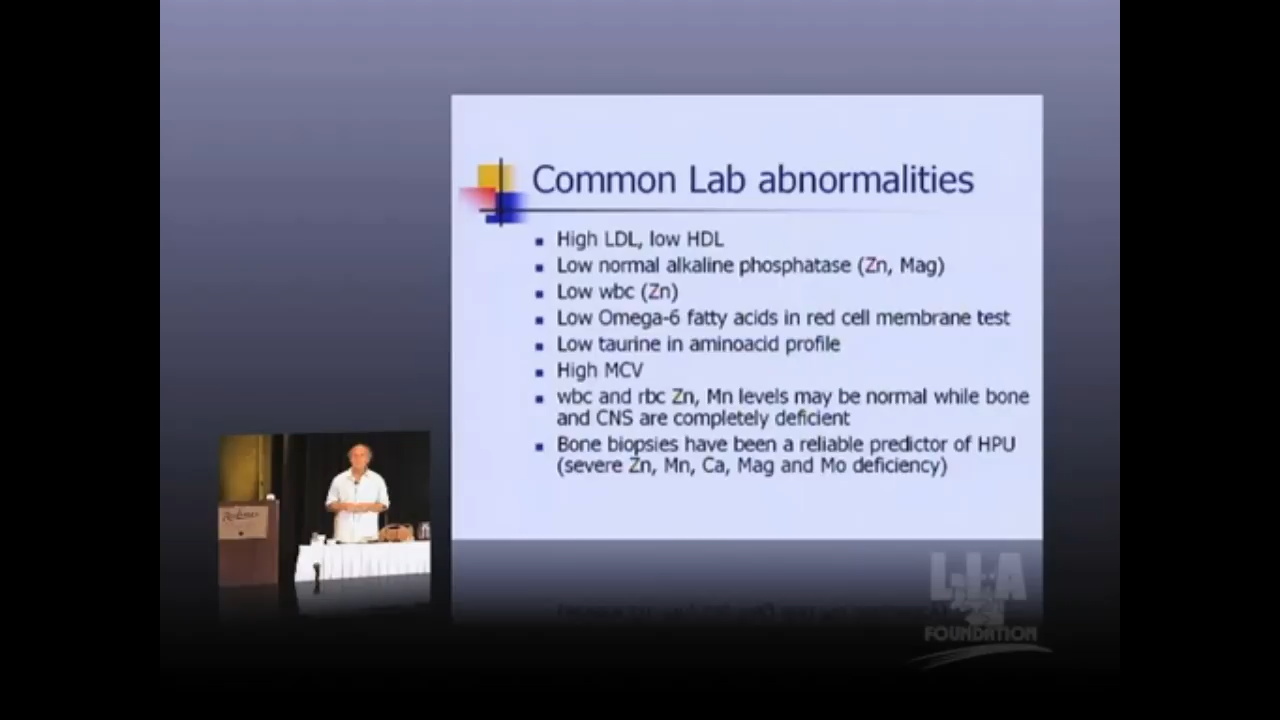 Common Lab abnormalities
High LDL, low HDL
Low normal alkaline phosphatase (Zn, Mag)
Low wbc (Zn)
Low Omega-6 fatty acids in red cell membrane test
Low taurine in aminoacid profile
High MCV
wbc and rbc Zn, Mn levels may be normal while bone
and CNS are completely deficient
Bone biopsies have been a reliable predictor of HPU
(severe Zn, Mn, Ca, Mag and Mo deficiency)
L.I.A
FOUNDATION